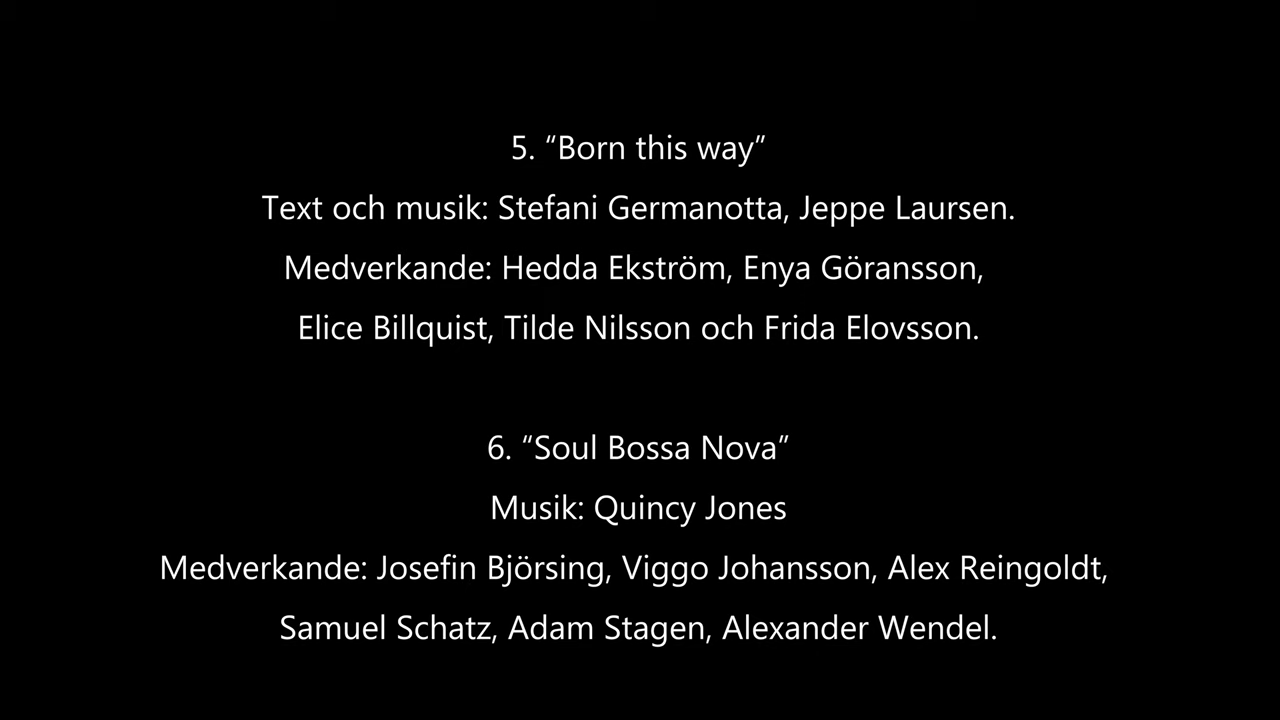 5. “Born this way”
Text och musik: Stefani Germanotta, Jeppe Laursen.
Medverkande: Hedda Ekström, Enya Göransson,
Elice Billquist, Tilde Nilsson och Frida Elovsson.
6. “Soul Bossa Nova”
Musik: Quincy Jones
Medverkande: Josefin Björsing, Viggo Johansson, Alex Reingoldt,
Samuel Schatz, Adam Stagen, Alexander Wendel.